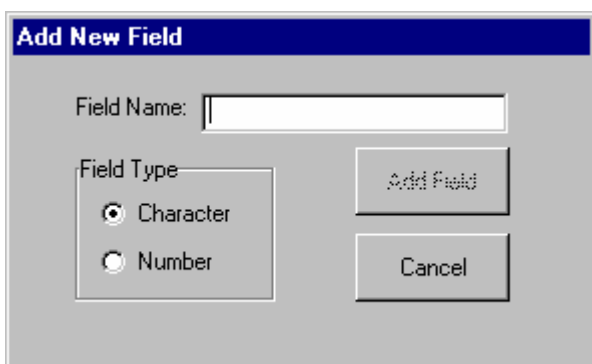 Add New Field
Field Name:
Field Type
Add Field
Character
Number
Cancel